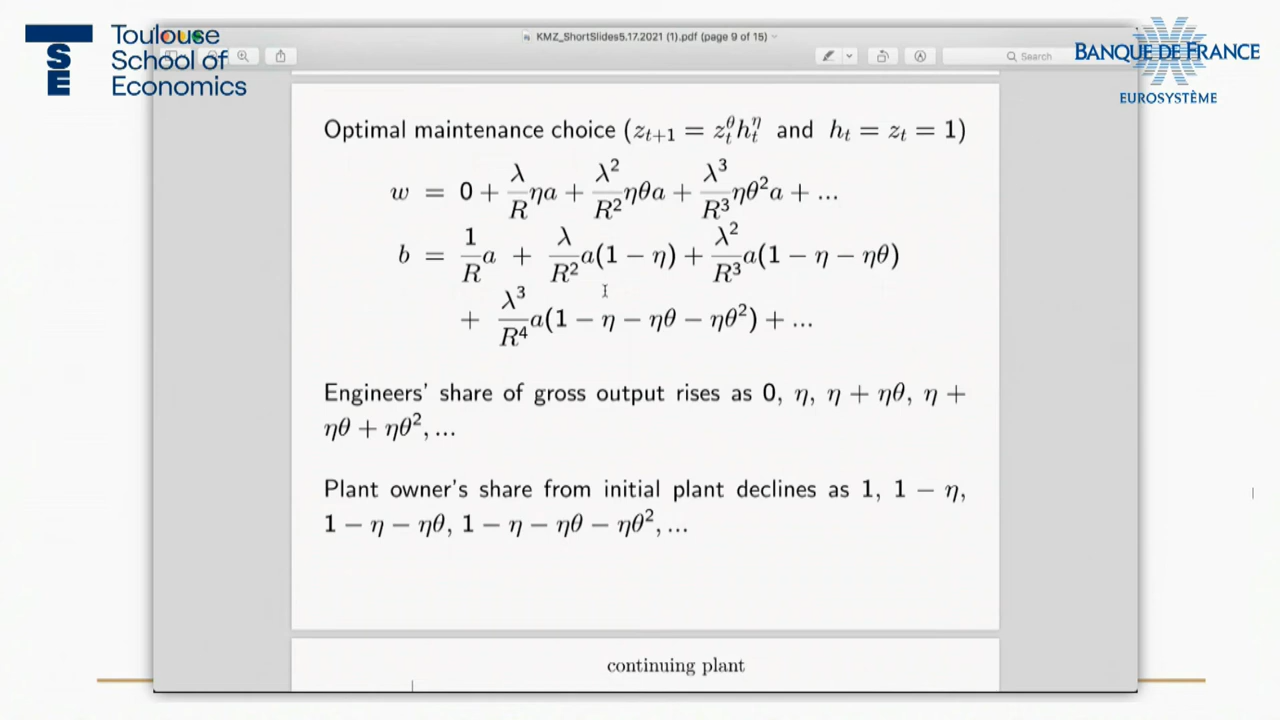 Toulouse
School of
Economics
TSE
KMZ_ShortSlides5.17.2021 (1).pdf (page 9 of 15)
Search
BANQUE DE FRANCE
EUROSYSTÈME
Optimal maintenance choice (z_{t+1} = z_t^θ h_t^η and h_t = z_t = 1)
w = 0 + λ/R ηa + λ²/R² ηθa + λ³/R³ ηθ²a + ...
b = 1/R a + λ/R² a(1 − η) + λ²/R³ a(1 − η − ηθ)
+ λ³/R⁴ a(1 − η − ηθ − ηθ²) + ...
Engineers' share of gross output rises as 0, η, η + ηθ, η +
ηθ + ηθ², ...
Plant owner's share from initial plant declines as 1, 1 − η,
1 − η − ηθ, 1 − η − ηθ − ηθ², ...
continuing plant